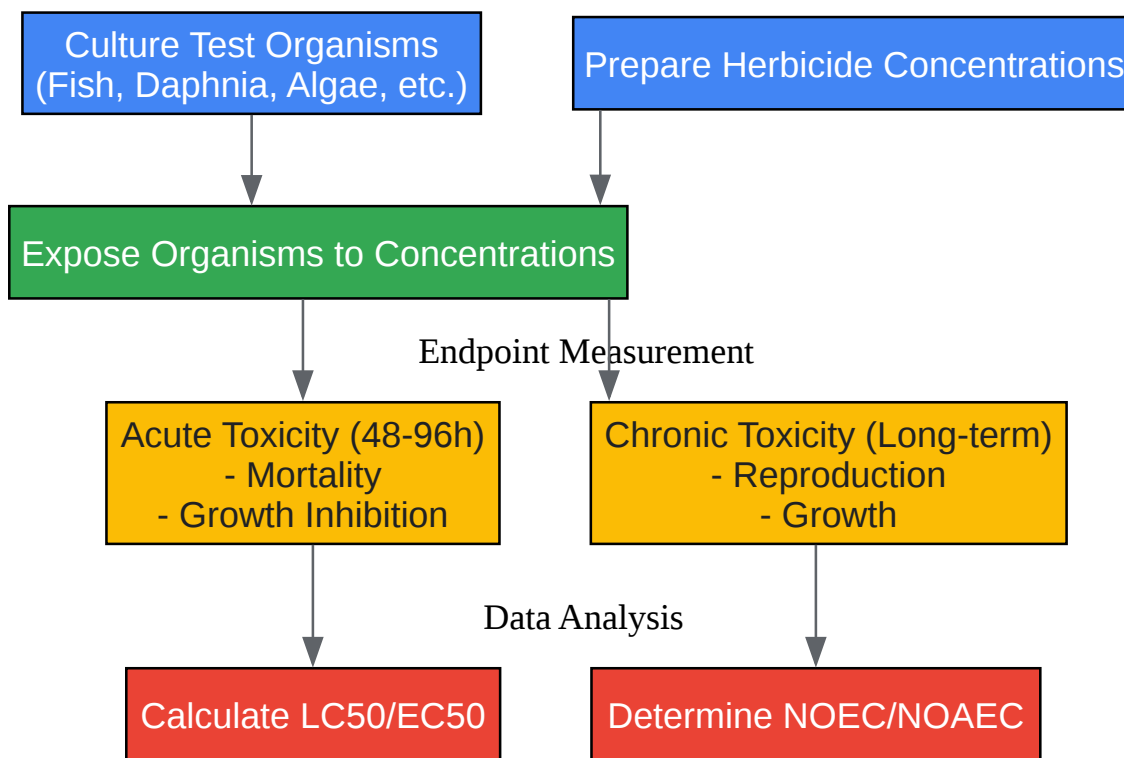 Culture Test Organisms
(Fish, Daphnia, Algae, etc.)
Prepare Herbicide Concentrations
Expose Organisms to Concentrations
Endpoint Measurement
Acute Toxicity (48-96h)
- Mortality
- Growth Inhibition
Chronic Toxicity (Long-term)
- Reproduction
- Growth
Data Analysis
Calculate LC50/EC50
Determine NOEC/NOAEC